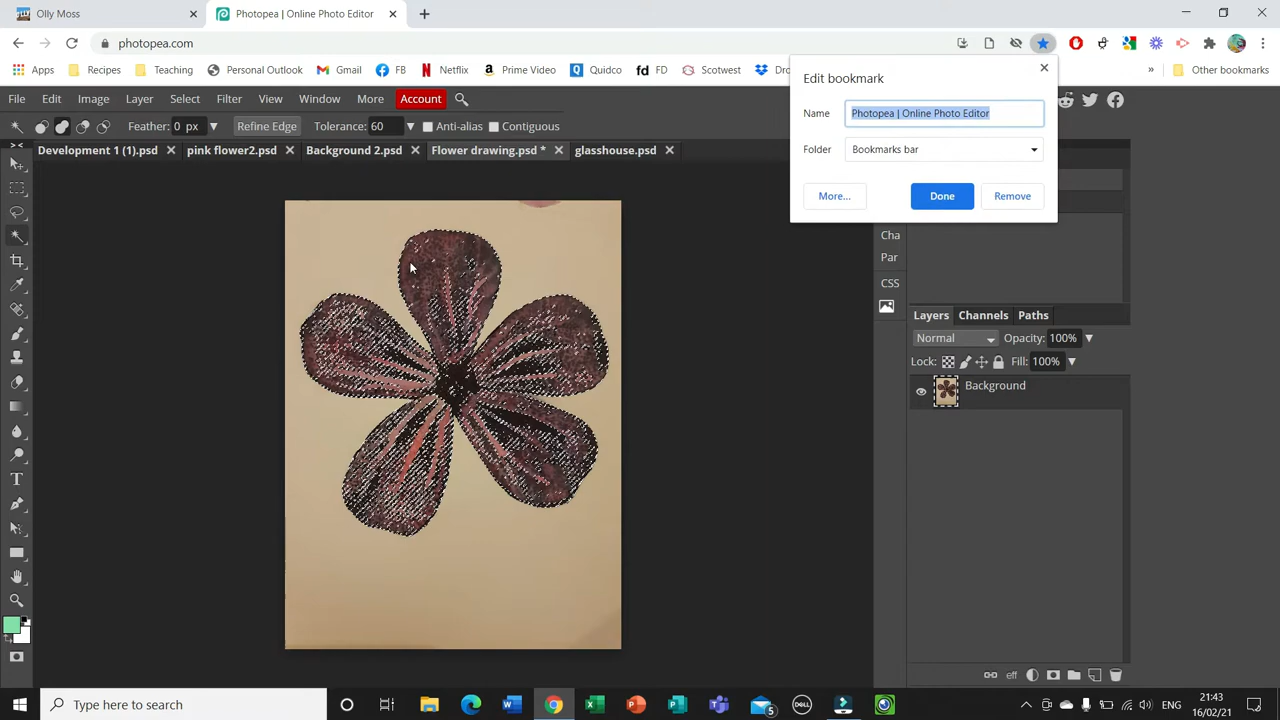 Olly Moss
Photopea | Online Photo Editor
photopea.com
Edit bookmark
Name Photopea | Online Photo Editor
Folder Bookmarks bar
More... Done Remove
Apps Recipes Teaching Personal Outlook Gmail FB Netflix Prime Video Quidco fd FD Scotwest
» Other bookmarks
File Edit Image Layer Select Filter View Window More Account
Feather: 0 px Refine Edge Tolerance: 60 Anti-alias Contiguous
Development 1 (1).psd pink flower2.psd Background 2.psd Flower drawing.psd * glasshouse.psd
Cha
Par
CSS
Layers Channels Paths
Normal Opacity: 100%
Lock: Fill: 100%
Background
eff
Type here to search
5
DELL
ENG
21:43
16/02/21